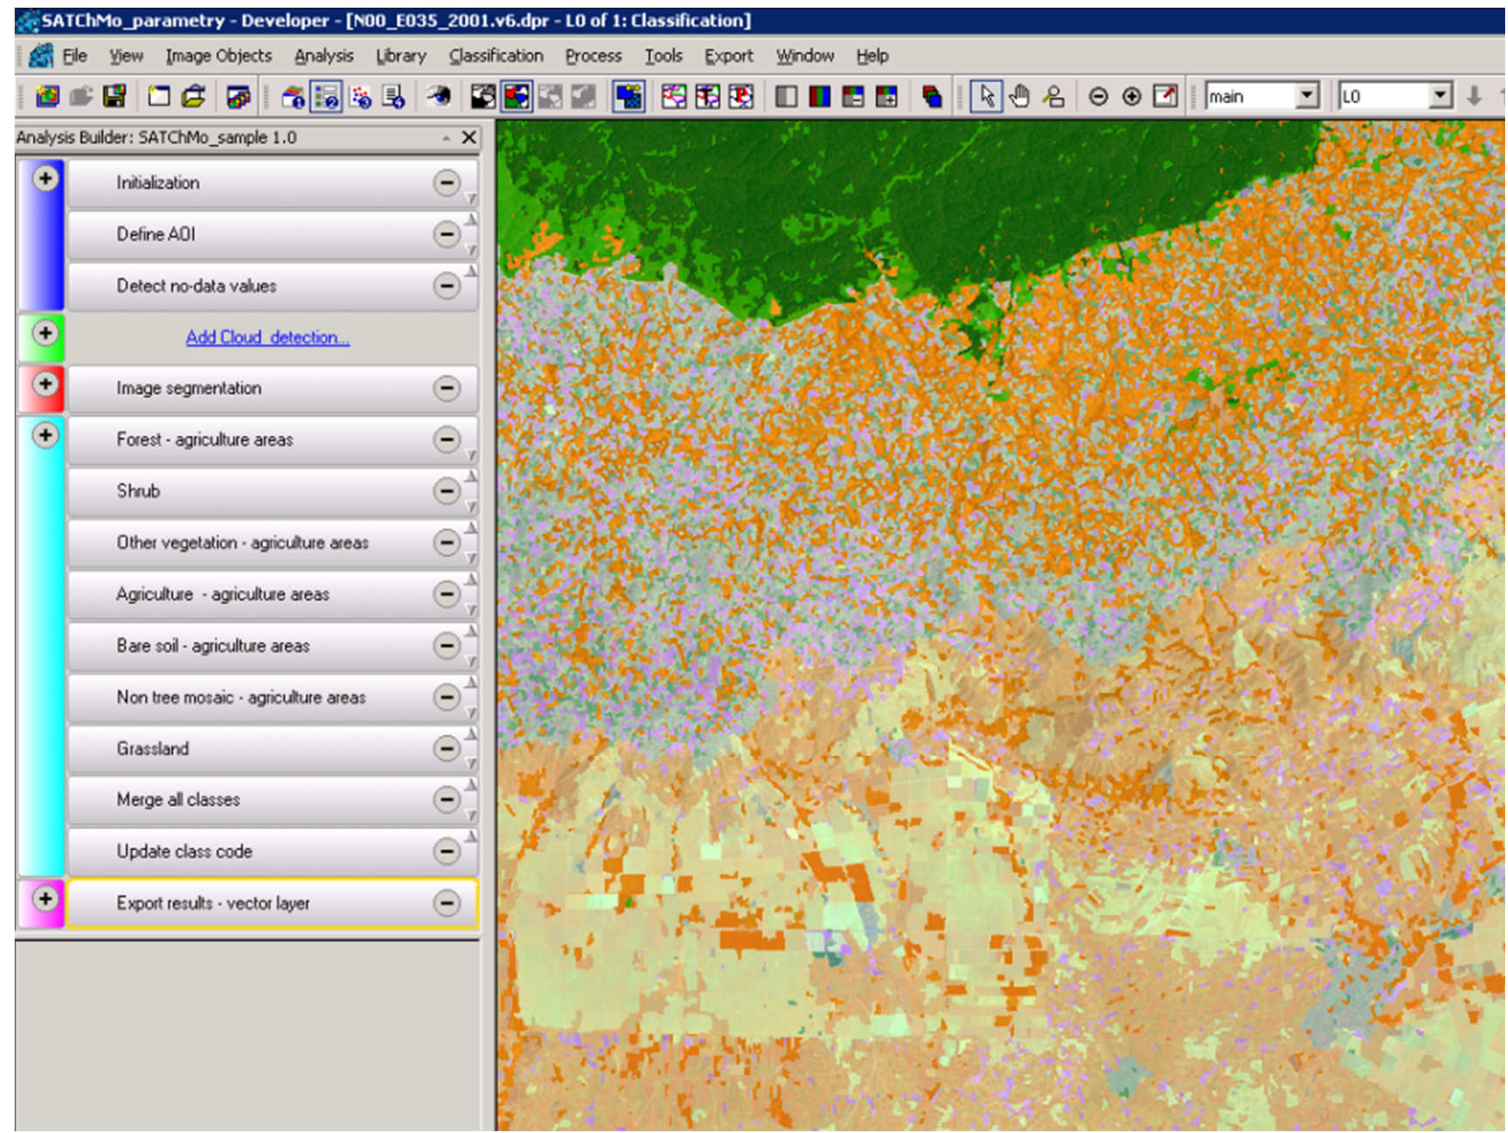 SATChMo_parametry - Developer - [N00_E035_2001.v6.dpr - L0 of 1: Classification]
File View Image Objects Analysis Library Classification Process Tools Export Window Help
main L0
Analysis Builder: SATChMo_sample 1.0
Initialization
Define AOI
Detect no-data values
Add Cloud_detection...
Image segmentation
Forest - agriculture areas
Shrub
Other vegetation - agriculture areas
Agriculture - agriculture areas
Bare soil - agriculture areas
Non tree mosaic - agriculture areas
Grassland
Merge all classes
Update class code
Export results - vector layer